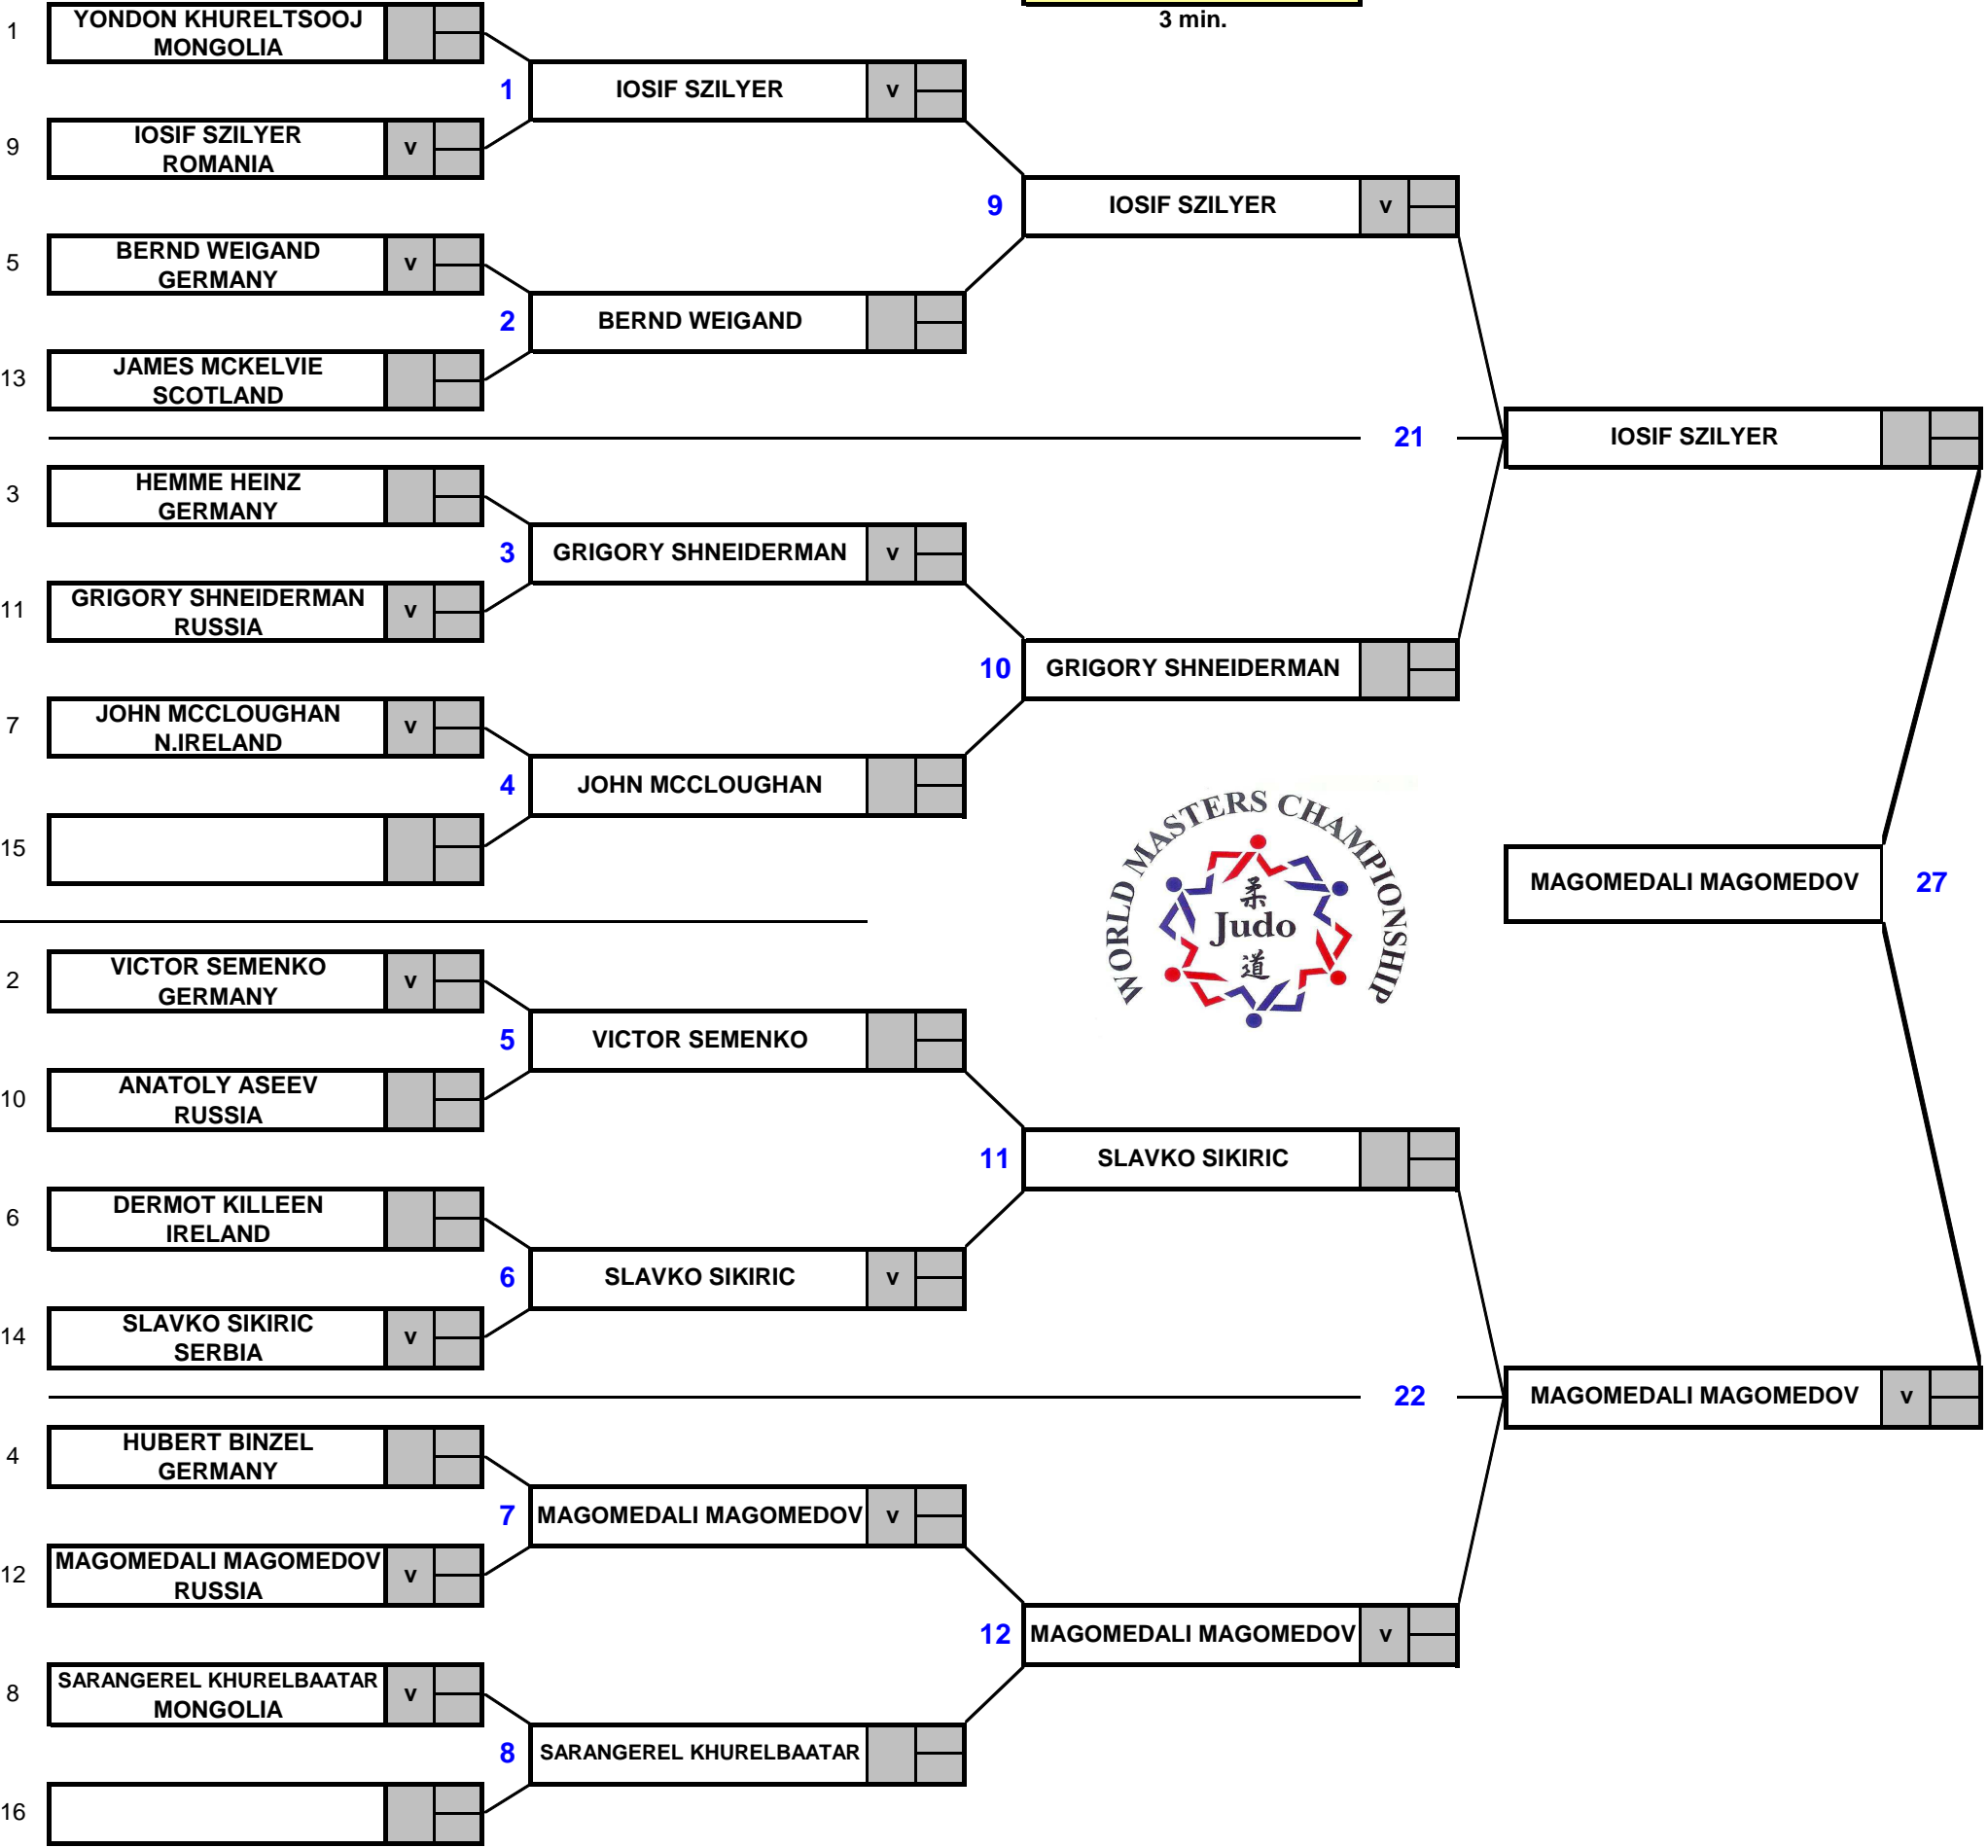 3 min.
1
YONDON KHURELTSOOJ
MONGOLIA
1
IOSIF SZILYER
v
9
IOSIF SZILYER
ROMANIA
v
9
IOSIF SZILYER
v
5
BERND WEIGAND
GERMANY
v
2
BERND WEIGAND
13
JAMES MCKELVIE
SCOTLAND
21
IOSIF SZILYER
3
HEMME HEINZ
GERMANY
3
GRIGORY SHNEIDERMAN
v
11
GRIGORY SHNEIDERMAN
RUSSIA
v
10
GRIGORY SHNEIDERMAN
7
JOHN MCCLOUGHAN
N.IRELAND
v
4
JOHN MCCLOUGHAN
15
WORLD MASTERS CHAMPIONSHIP
柔
Judo
道
MAGOMEDALI MAGOMEDOV
27
2
VICTOR SEMENKO
GERMANY
v
5
VICTOR SEMENKO
10
ANATOLY ASEEV
RUSSIA
11
SLAVKO SIKIRIC
6
DERMOT KILLEEN
IRELAND
6
SLAVKO SIKIRIC
v
14
SLAVKO SIKIRIC
SERBIA
v
22
MAGOMEDALI MAGOMEDOV
v
4
HUBERT BINZEL
GERMANY
7
MAGOMEDALI MAGOMEDOV
v
12
MAGOMEDALI MAGOMEDOV
RUSSIA
v
12
MAGOMEDALI MAGOMEDOV
v
8
SARANGEREL KHURELBAATAR
MONGOLIA
v
8
SARANGEREL KHURELBAATAR
16